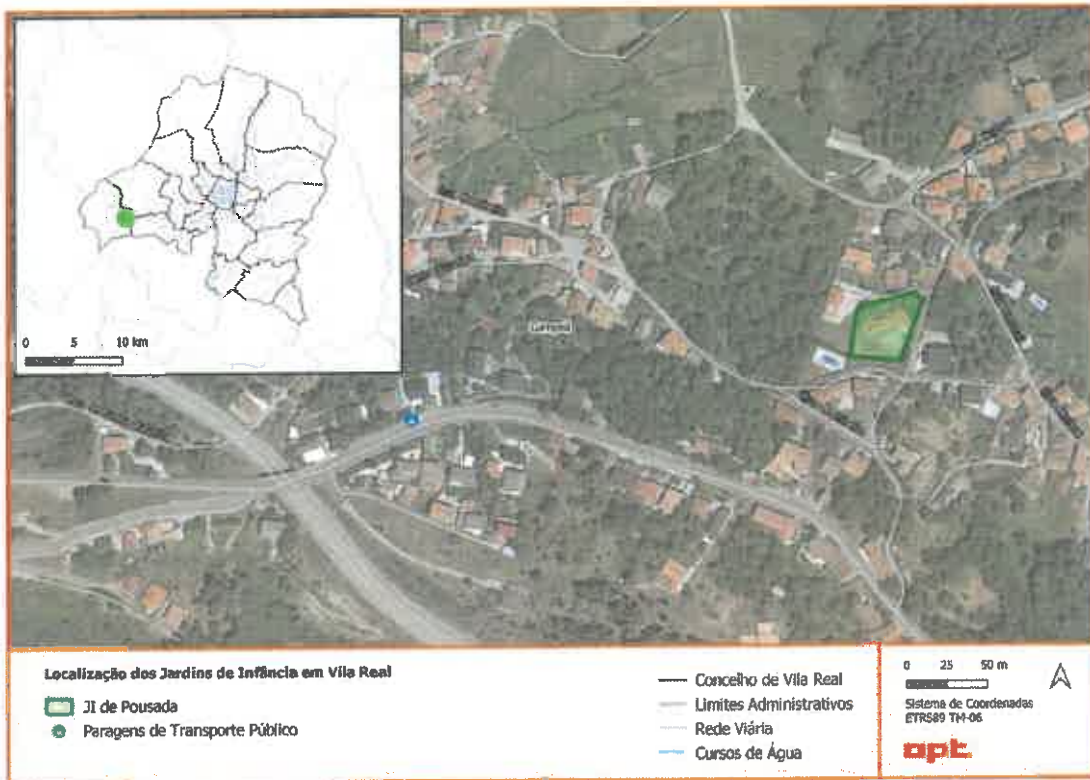 0 5 10 km
Localização dos Jardins de Infância em Vila Real
JI de Pousada
Paragens de Transporte Público
Concelho de Vila Real
Limites Administrativos
Rede Viária
Cursos de Água
0 25 50 m
Sistema de Coordenadas
ETRS89 TM-06
opt